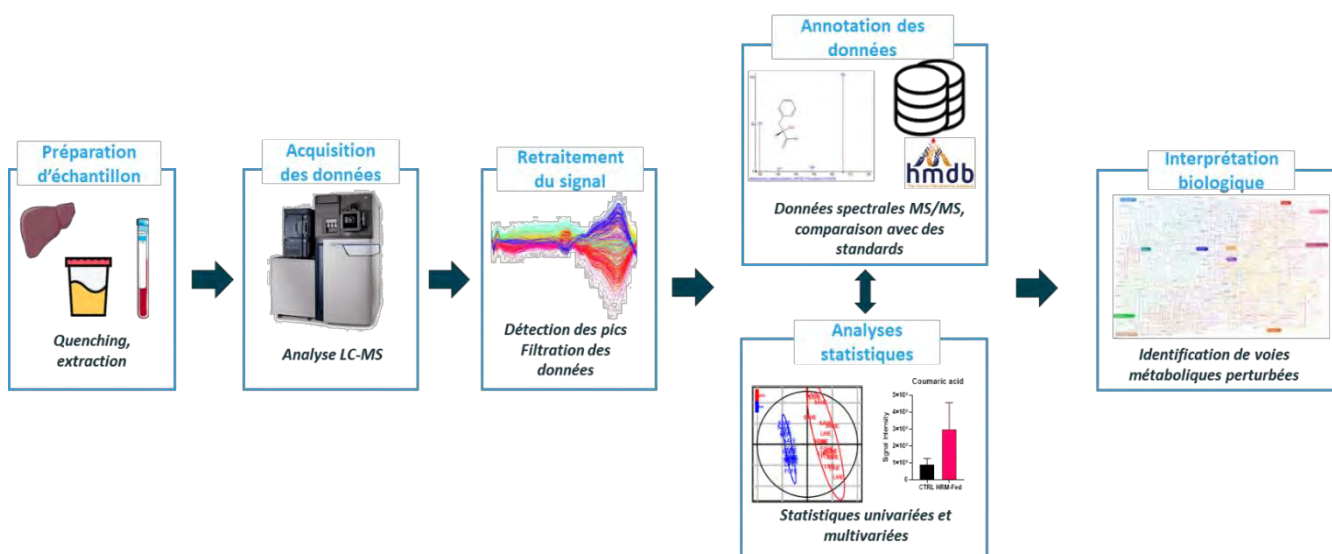 Préparation
d'échantillon
Quenching,
extraction
Acquisition
des données
Analyse LC-MS
Retraitement
du signal
Détection des pics
Filtration des
données
Annotation des
données
hmdb
Données spectrales MS/MS,
comparaison avec des
standards
Analyses
statistiques
Coumaric acid
Signal Intensity
0
CTRL HRM-Fed
Statistiques univariées et
multivariées
Interprétation
biologique
Identification de voies
métaboliques perturbées